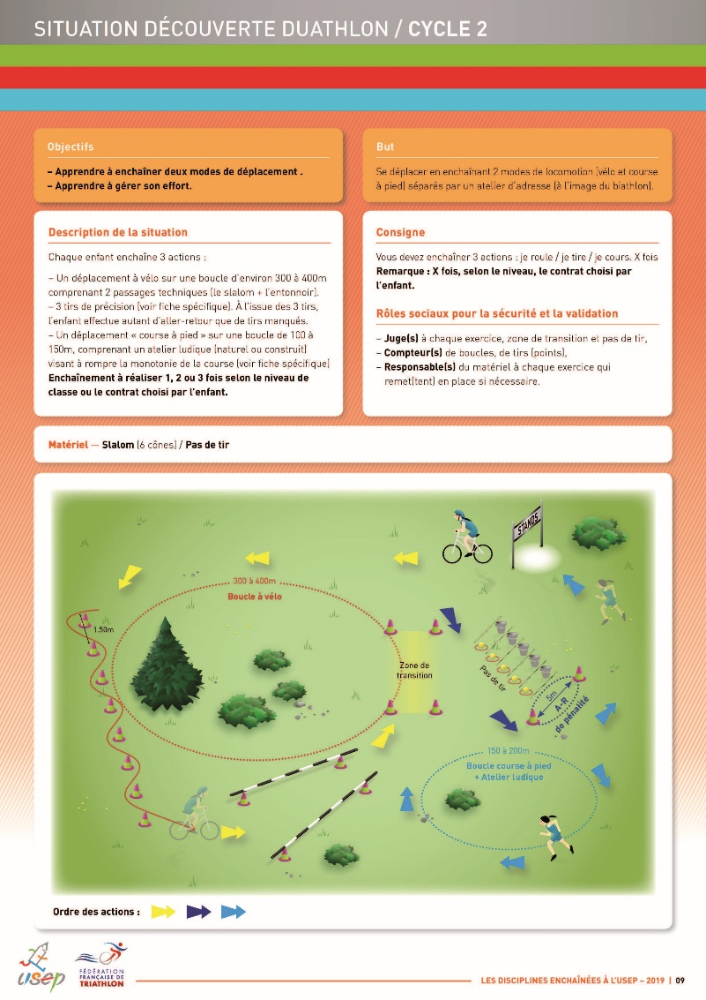 SITUATION DÉCOUVERTE DUATHLON / CYCLE 2
Objectifs
– Apprendre à enchaîner deux modes de déplacement .
– Apprendre à gérer son effort.
But
Se déplacer en enchaînant 2 modes de locomotion (vélo et course
à pied) séparés par un atelier d'adresse (à l'image du biathlon).
Description de la situation
Chaque enfant enchaîne 3 actions :
– Un déplacement à vélo sur une boucle d'environ 300 à 400m
comprenant 2 passages techniques (le slalom + l'entonnoir).
– 3 tirs de précision (voir fiche spécifique). À l'issue des 3 tirs,
l'enfant effectue autant d'aller-retour que de tirs manqués.
– Un déplacement « course à pied » sur une boucle de 100 à
150m, comprenant un atelier ludique (naturel ou construit)
visant à rompre la monotonie de la course (voir fiche spécifique)
Enchaînement à réaliser 1, 2 ou 3 fois selon le niveau de
classe ou le contrat choisi par l'enfant.
Consigne
Vous devez enchaîner 3 actions : je roule / je tire / je cours. X fois
Remarque : X fois, selon le niveau, le contrat choisi par
l'enfant.
Rôles sociaux pour la sécurité et la validation
– Juge(s) à chaque exercice, zone de transition et pas de tir,
– Compteur(s) de boucles, de tirs (points),
– Responsable(s) du matériel à chaque exercice qui
remet(tent) en place si nécessaire.
Matériel — Slalom (6 cônes) / Pas de tir
STANDS
300 à 400m
Boucle à vélo
1.50m
Zone de
transition
Pas de tir
5m
A-R
de pénalité
150 à 200m
Boucle course à pied
+ Atelier ludique
Ordre des actions :
usep
FÉDÉRATION
FRANÇAISE DE
TRIATHLON
LES DISCIPLINES ENCHAÎNÉES À L'USEP – 2019 | 09